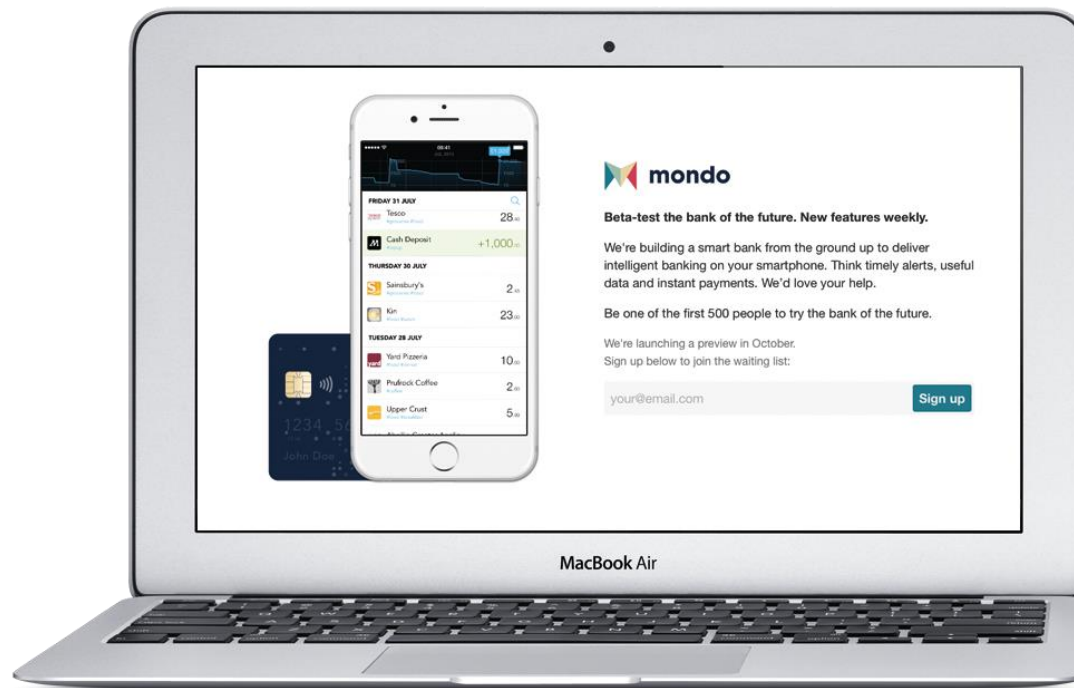 mondo
Beta-test the bank of the future. New features weekly.
We're building a smart bank from the ground up to deliver
intelligent banking on your smartphone. Think timely alerts, useful
data and instant payments. We'd love your help.
Be one of the first 500 people to try the bank of the future.
We're launching a preview in October.
Sign up below to join the waiting list:
your@email.com
Sign up
08:41
FRIDAY 31 JULY
Tesco
28
Cash Deposit
+1,000
THURSDAY 30 JULY
Sainsbury's
2
Kin
23
TUESDAY 28 JULY
Yard Pizzeria
10
Prufrock Coffee
2
Upper Crust
5
1234 56
John Doe
MacBook Air